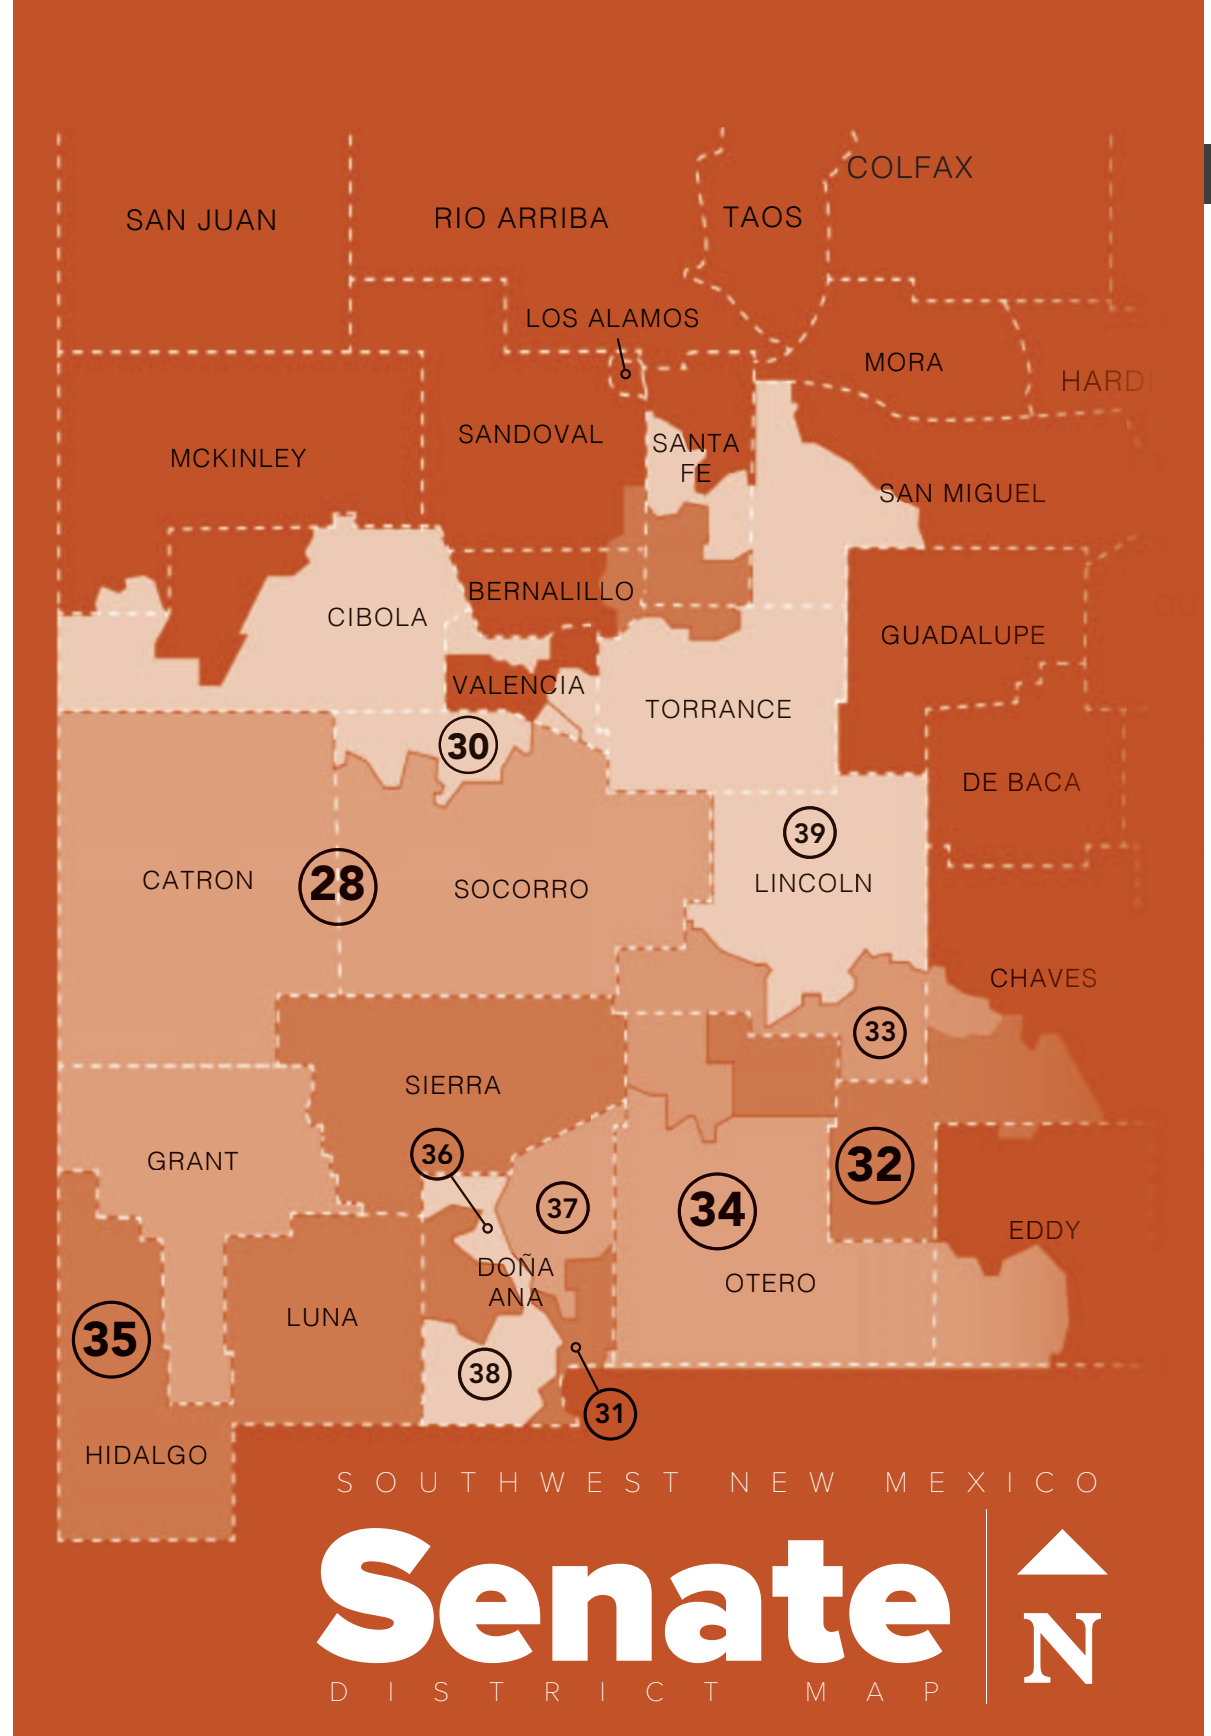 COLFAX
SAN JUAN
RIO ARRIBA
TAOS
LOS ALAMOS
MORA
HARDI
SANDOVAL
SANTA
FE
MCKINLEY
SAN MIGUEL
BERNALILLO
CIBOLA
GUADALUPE
VALENCIA
TORRANCE
30
DE BACA
39
CATRON
28
SOCORRO
LINCOLN
CHAVES
33
SIERRA
36
GRANT
32
37
34
EDDY
DOÑA
ANA
OTERO
LUNA
35
38
31
HIDALGO
SOUTHWEST NEW MEXICO
Senate
DISTRICT MAP
N